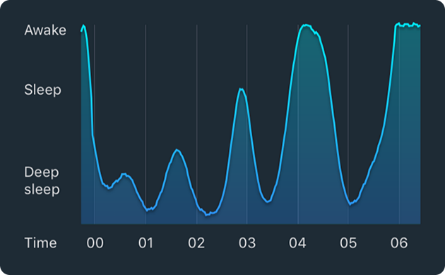 Awake
Sleep
Deep
sleep
Time 00 01 02 03 04 05 06